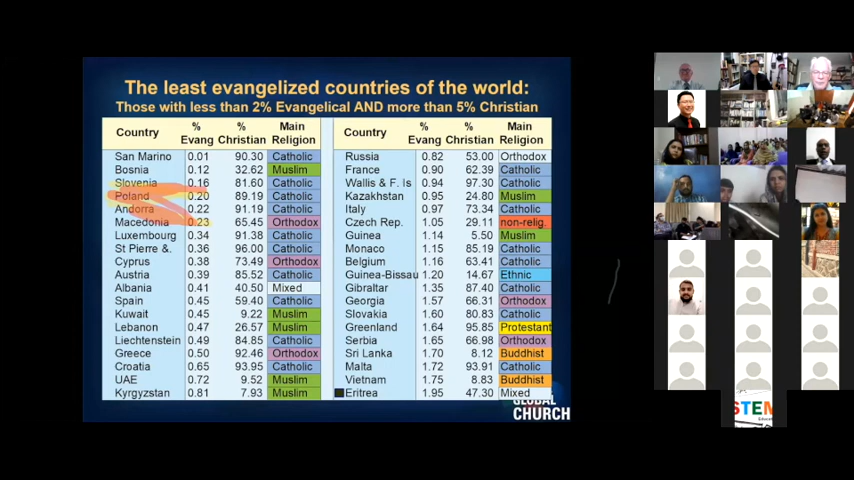 The least evangelized countries of the world:
Those with less than 2% Evangelical AND more than 5% Christian
Country % Evang % Christian Main Religion
San Marino 0.01 90.30 Catholic
Bosnia 0.12 32.62 Muslim
Slovenia 0.16 81.60 Catholic
Poland 0.20 89.19 Catholic
Andorra 0.22 91.19 Catholic
Macedonia 0.23 65.45 Orthodox
Luxembourg 0.34 91.38 Catholic
St Pierre &. 0.36 96.00 Catholic
Cyprus 0.38 73.49 Orthodox
Austria 0.39 85.52 Catholic
Albania 0.41 40.50 Mixed
Spain 0.45 59.40 Catholic
Kuwait 0.45 9.22 Muslim
Lebanon 0.47 26.57 Muslim
Liechtenstein 0.49 84.85 Catholic
Greece 0.50 92.46 Orthodox
Croatia 0.65 93.95 Catholic
UAE 0.72 9.52 Muslim
Kyrgyzstan 0.81 7.93 Muslim
Country % Evang % Christian Main Religion
Russia 0.82 53.00 Orthodox
France 0.90 62.39 Catholic
Wallis & F. Is 0.94 97.30 Catholic
Kazakhstan 0.95 24.80 Muslim
Italy 0.97 73.34 Catholic
Czech Rep. 1.05 29.11 non-relig.
Guinea 1.14 5.50 Muslim
Monaco 1.15 85.19 Catholic
Belgium 1.16 63.41 Catholic
Guinea-Bissau 1.20 14.67 Ethnic
Gibraltar 1.35 87.40 Catholic
Georgia 1.57 66.31 Orthodox
Slovakia 1.60 80.83 Catholic
Greenland 1.64 95.85 Protestant
Serbia 1.65 66.98 Orthodox
Sri Lanka 1.70 8.12 Buddhist
Malta 1.72 93.91 Catholic
Vietnam 1.75 8.83 Buddhist
Eritrea 1.95 47.30 Mixed
GLOBAL
CHURCH
STEM